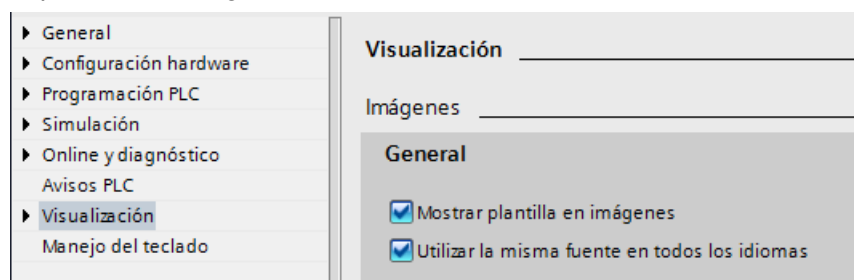 General
Configuración hardware
Programación PLC
Simulación
Online y diagnóstico
Avisos PLC
Visualización
Manejo del teclado
Visualización
Imágenes
General
Mostrar plantilla en imágenes
Utilizar la misma fuente en todos los idiomas